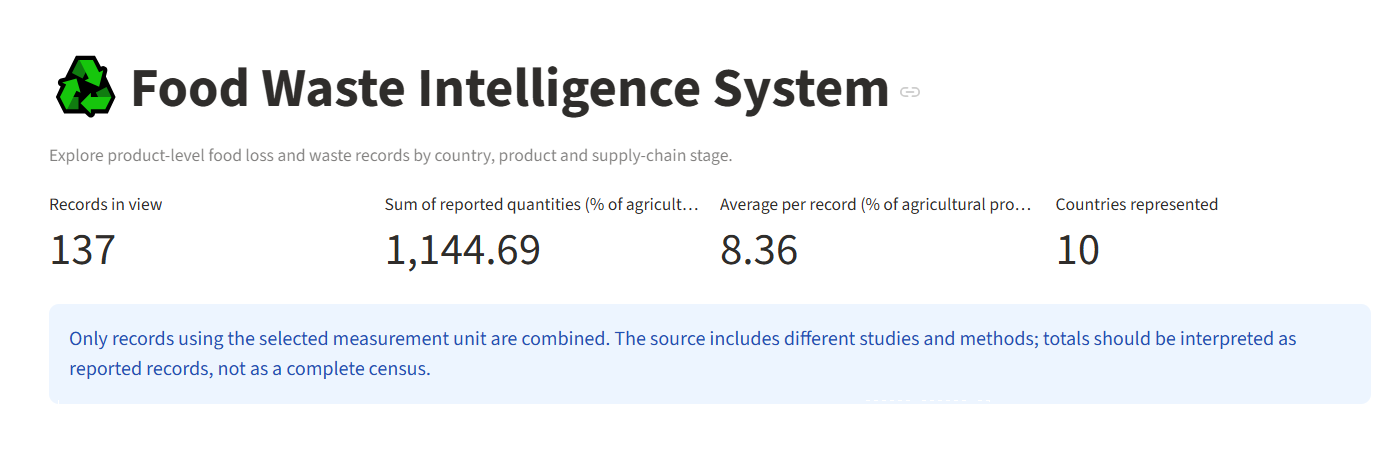 Food Waste Intelligence System
Explore product-level food loss and waste records by country, product and supply-chain stage.
Records in view
137
Sum of reported quantities (% of agricult…
1,144.69
Average per record (% of agricultural pro…
8.36
Countries represented
10
Only records using the selected measurement unit are combined. The source includes different studies and methods; totals should be interpreted as
reported records, not as a complete census.